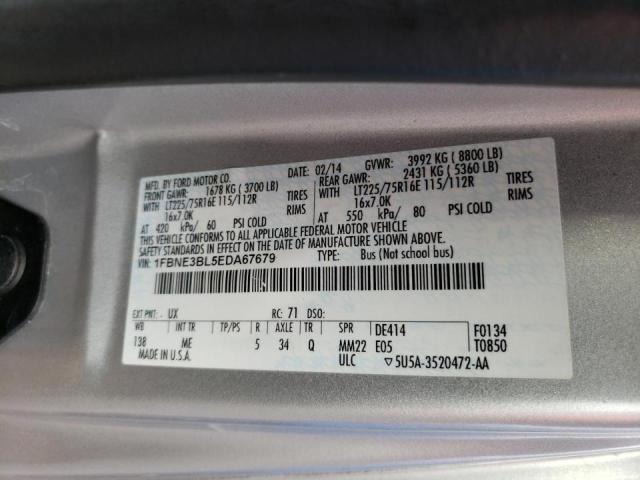 MFD. BY FORD MOTOR CO.
DATE: 02/14 GVWR: 3992 KG ( 8800 LB)
FRONT GAWR: 1678 KG ( 3700 LB) REAR GAWR: 2431 KG ( 5360 LB)
WITH LT225/75R16E 115/112R TIRES WITH LT225/75R16E 115/112R TIRES
16x7.0K RIMS 16x7.0K RIMS
AT 420 kPa/ 60 PSI COLD AT 550 kPa/ 80 PSI COLD
THIS VEHICLE CONFORMS TO ALL APPLICABLE FEDERAL MOTOR VEHICLE
SAFETY STANDARDS IN EFFECT ON THE DATE OF MANUFACTURE SHOWN ABOVE.
VIN: 1FBNE3BL5EDA67679 TYPE: Bus (Not School bus)
EXT PNT: UX RC: 71 DSO:
WB INT TR TP/PS R AXLE TR SPR DE414 F0134
138 ME 5 34 Q MM22 E05 T0850
MADE IN U.S.A. ULC ▽5U5A-3520472-AA